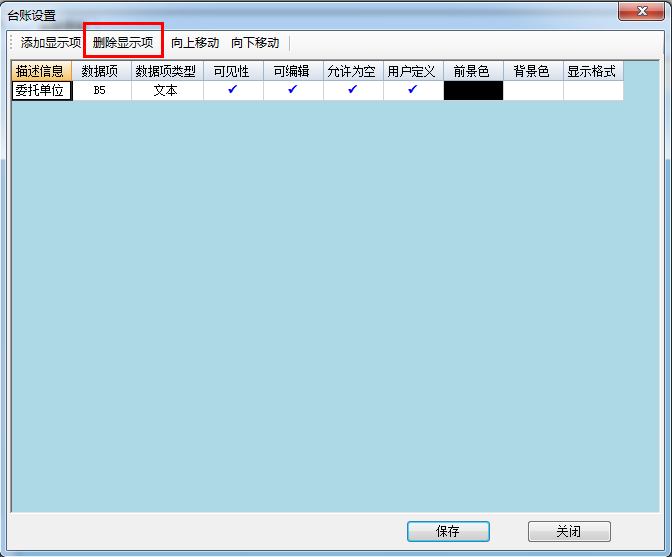 台账设置
添加显示项 删除显示项 向上移动 向下移动
描述信息 数据项 数据项类型 可见性 可编辑 允许为空 用户定义 前景色 背景色 显示格式
委托单位 B5 文本 ✔ ✔ ✔ ✔
保存 关闭